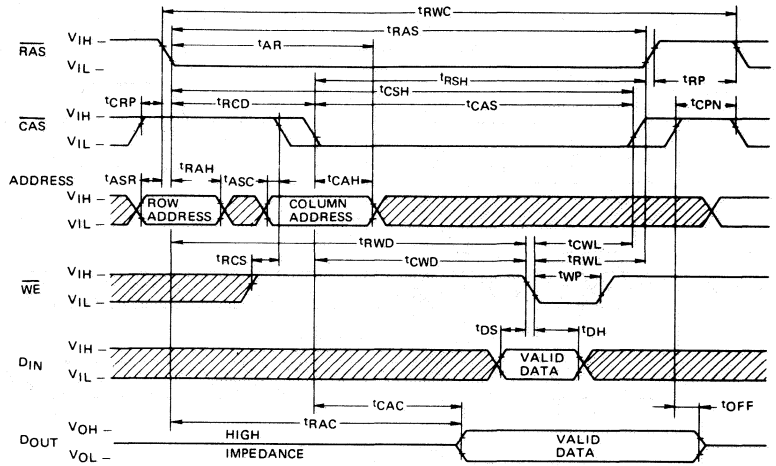 tRWC
tRAS
tAR
RAS
VIH
VIL
tRSH
tRP
tCSH
tCRP
tRCD
tCAS
tCPN
CAS
VIH
VIL
tASR
tRAH
tASC
tCAH
ADDRESS
VIH
VIL
ROW
ADDRESS
COLUMN
ADDRESS
tRWD
tCWL
tRCS
tCWD
tRWL
WE
VIH
VIL
tWP
tDS
tDH
DIN
VIH
VIL
VALID
DATA
tCAC
tOFF
tRAC
DOUT
VOH
VOL
HIGH
IMPEDANCE
VALID
DATA